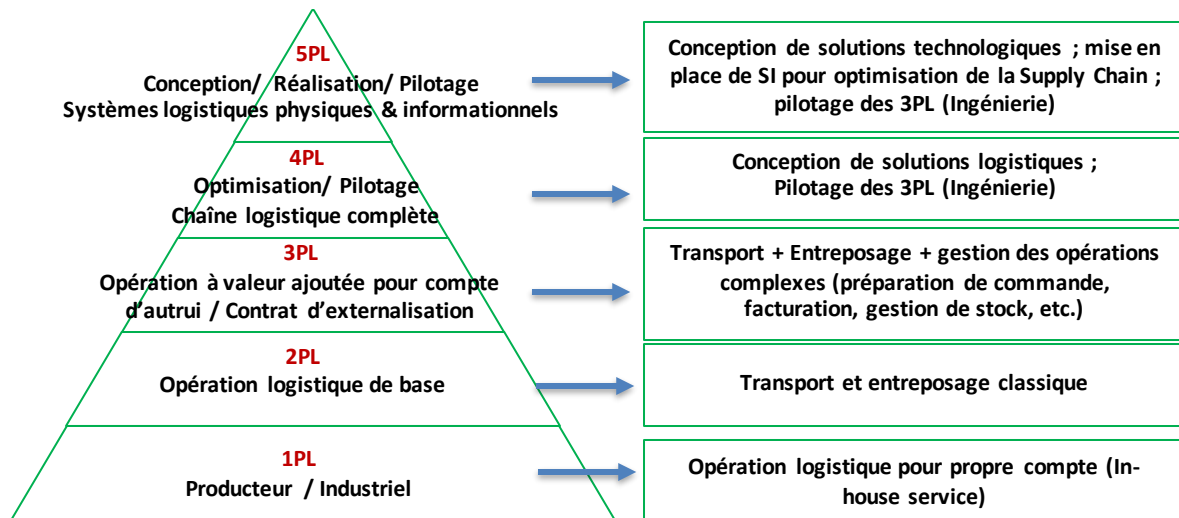 5PL
Conception/ Réalisation/ Pilotage
Systèmes logistiques physiques & informationnels
Conception de solutions technologiques ; mise en
place de SI pour optimisation de la Supply Chain ;
pilotage des 3PL (Ingénierie)
4PL
Optimisation/ Pilotage
Chaîne logistique complète
Conception de solutions logistiques ;
Pilotage des 3PL (Ingénierie)
3PL
Opération à valeur ajoutée pour compte
d'autrui / Contrat d'externalisation
Transport + Entreposage + gestion des opérations
complexes (préparation de commande,
facturation, gestion de stock, etc.)
2PL
Opération logistique de base
Transport et entreposage classique
1PL
Producteur / Industriel
Opération logistique pour propre compte (In-
house service)